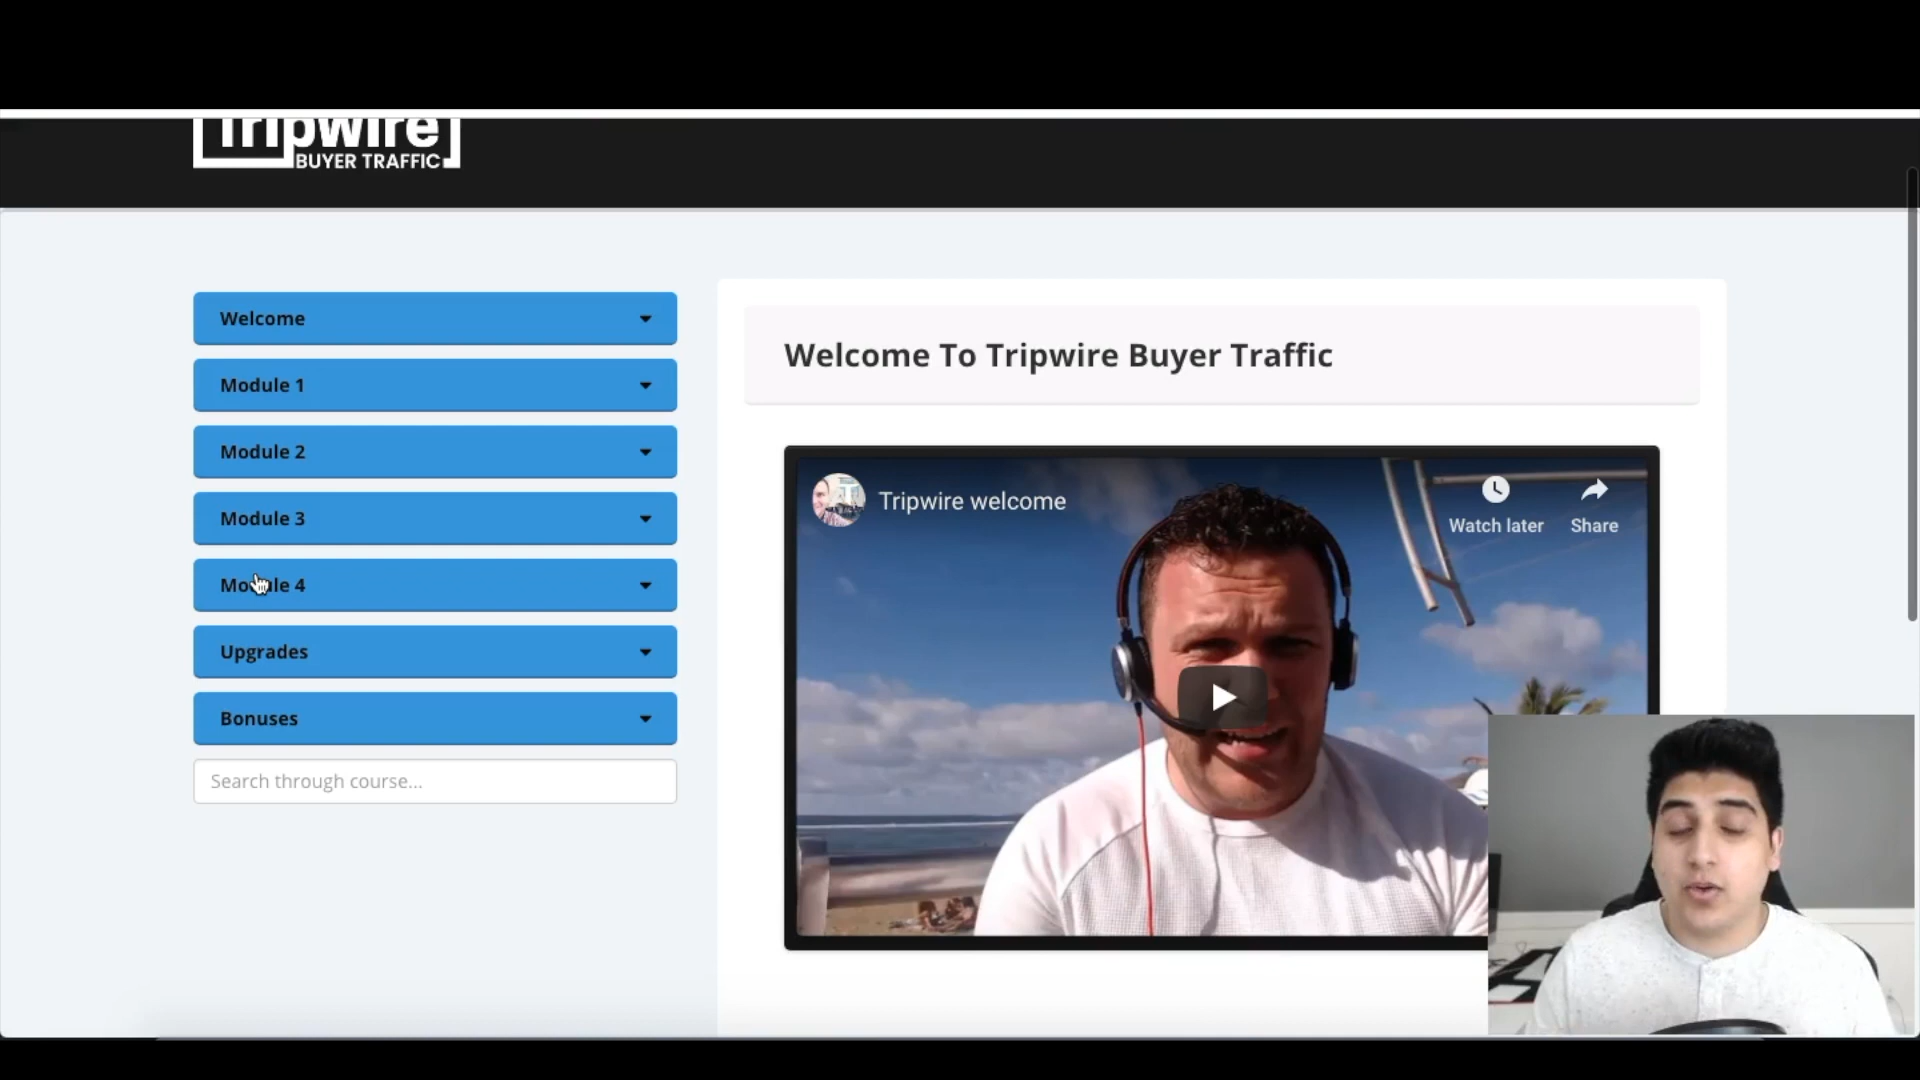 Tripwire
BUYER TRAFFIC
Welcome
Module 1
Module 2
Module 3
Module 4
Upgrades
Bonuses
Search through course...
Welcome To Tripwire Buyer Traffic
Tripwire welcome
Watch later
Share